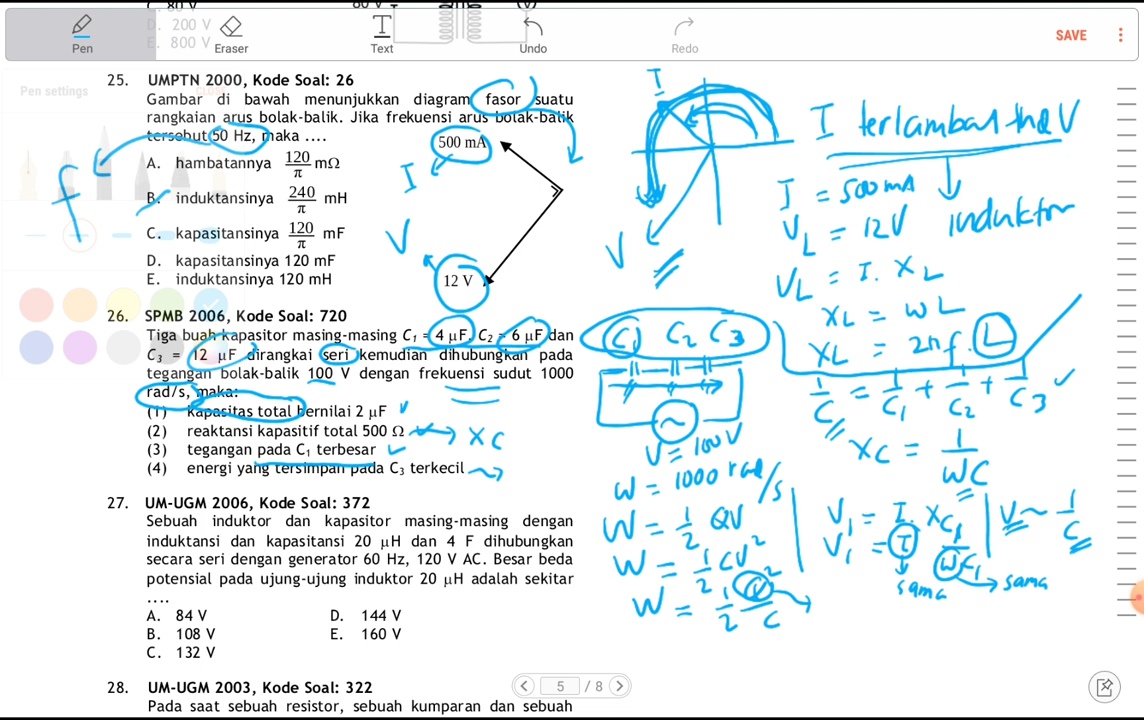 C. 80 V
D. 200 V
E. 800 V
Pen
Eraser
Text
Undo
Redo
SAVE
Pen settings
CLOSE
25. UMPTN 2000, Kode Soal: 26
Gambar di bawah menunjukkan diagram fasor suatu
rangkaian arus bolak-balik. Jika frekuensi arus bolak-balik
tersebut 50 Hz, maka ....
A. hambatannya 120/π mΩ
B. induktansinya 240/π mH
C. kapasitansinya 120/π mF
D. kapasitansinya 120 mF
E. induktansinya 120 mH
500 mA
12 V
f
I
V
I
V
I terlambat thd V
I = 500 mA
V_L = 12V
induktor
V_L = I . X_L
X_L = ωL
X_L = 2πf . L
26. SPMB 2006, Kode Soal: 720
Tiga buah kapasitor masing-masing C₁ = 4 μF, C₂ = 6 μF dan
C₃ = 12 μF dirangkai seri kemudian dihubungkan pada
tegangan bolak-balik 100 V dengan frekuensi sudut 1000
rad/s, maka:
(1) kapasitas total bernilai 2 μF
(2) reaktansi kapasitif total 500 Ω
(3) tegangan pada C₁ terbesar
(4) energi yang tersimpan pada C₃ terkecil
XC
C₁ C₂ C₃
V = 100V
ω = 1000 rad/s
1/C = 1/C₁ + 1/C₂ + 1/C₃
XC = 1/ωC
W = 1/2 QV
W = 1/2 CV²
V₁ = I . XC₁
V ~ 1/C
sama
sama
27. UM-UGM 2006, Kode Soal: 372
Sebuah induktor dan kapasitor masing-masing dengan
induktansi dan kapasitansi 20 μH dan 4 F dihubungkan
secara seri dengan generator 60 Hz, 120 V AC. Besar beda
potensial pada ujung-ujung induktor 20 μH adalah sekitar
....
A. 84 V
D. 144 V
B. 108 V
E. 160 V
C. 132 V
5 / 8
28. UM-UGM 2003, Kode Soal: 322
Pada saat sebuah resistor, sebuah kumparan dan sebuah